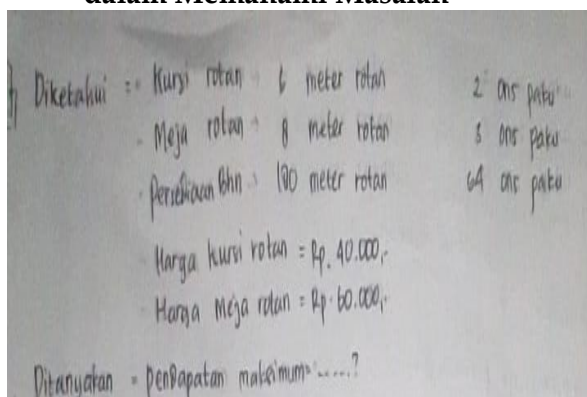 dalam Memahami Masalah
Diketahui = Kursi rotan = 6 meter rotan 2 ons paku
Meja rotan = 8 meter rotan 3 ons paku
Persediaan Bhn = 180 meter rotan 64 ons paku
Harga kursi rotan = Rp. 40.000,-
Harga Meja rotan = Rp. 60.000,-
Ditanyakan = Pendapatan maksimum = .....?